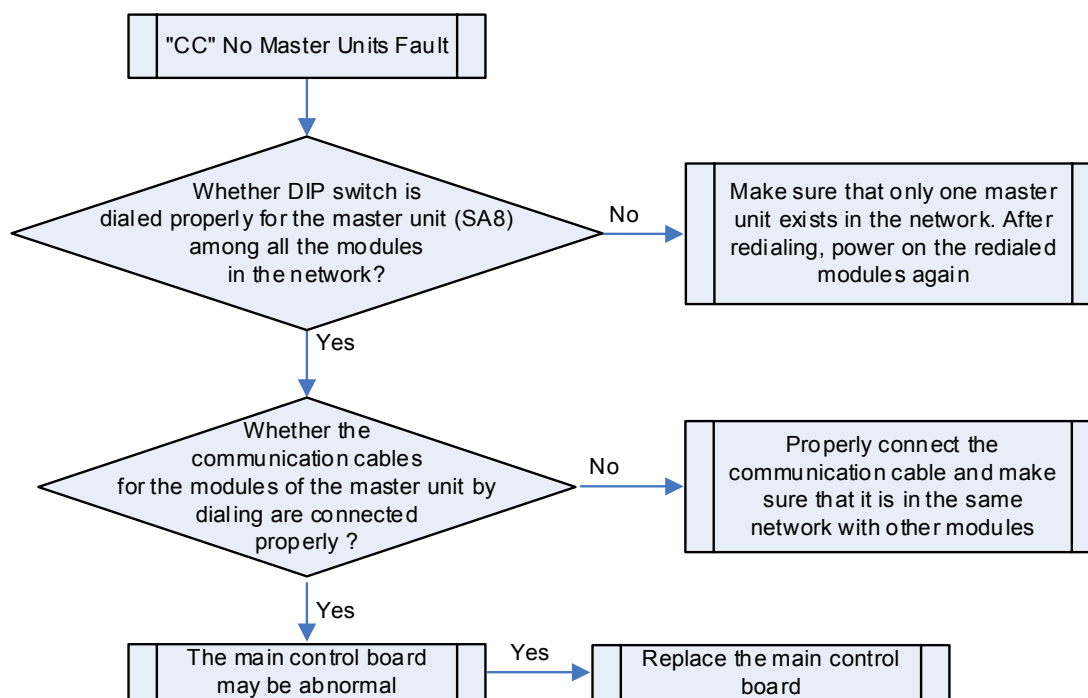 "CC" No Master Units Fault
Whether DIP switch is
dialed properly for the master unit (SA8)
among all the modules
in the network?
No
Make sure that only one master
unit exists in the network. After
redialing, power on the redialed
modules again
Yes
Whether the
communication cables
for the modules of the master unit by
dialing are connected
properly ?
No
Properly connect the
communication cable and make
sure that it is in the same
network with other modules
Yes
The main control board
may be abnormal
Yes
Replace the main control
board